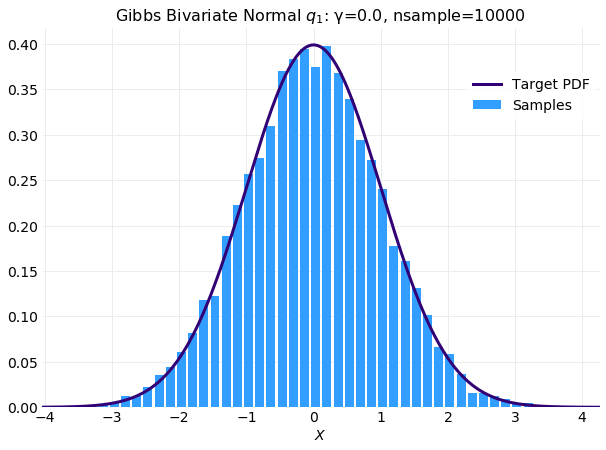 Gibbs Bivariate Normal q₁: γ=0.0, nsample=10000
0.40
0.35
0.30
0.25
0.20
0.15
0.10
0.05
0.00
Target PDF
Samples
−4 −3 −2 −1 0 1 2 3 4
X